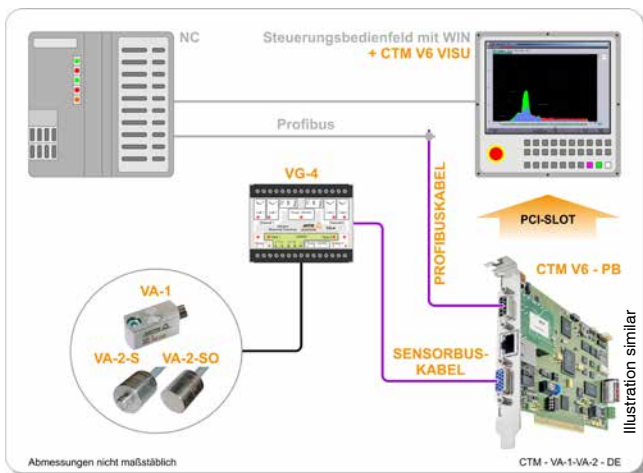 NC
Steuerungsbedienfeld mit WIN
+ CTM V6 VISU
Profibus
VG-4
PROFIBUSKABEL
PCI-SLOT
CTM V6 - PB
VA-1
VA-2-S
VA-2-SO
SENSORBUS-
KABEL
Illustration similar
Abmessungen nicht maßstäblich
CTM - VA-1-VA-2 - DE